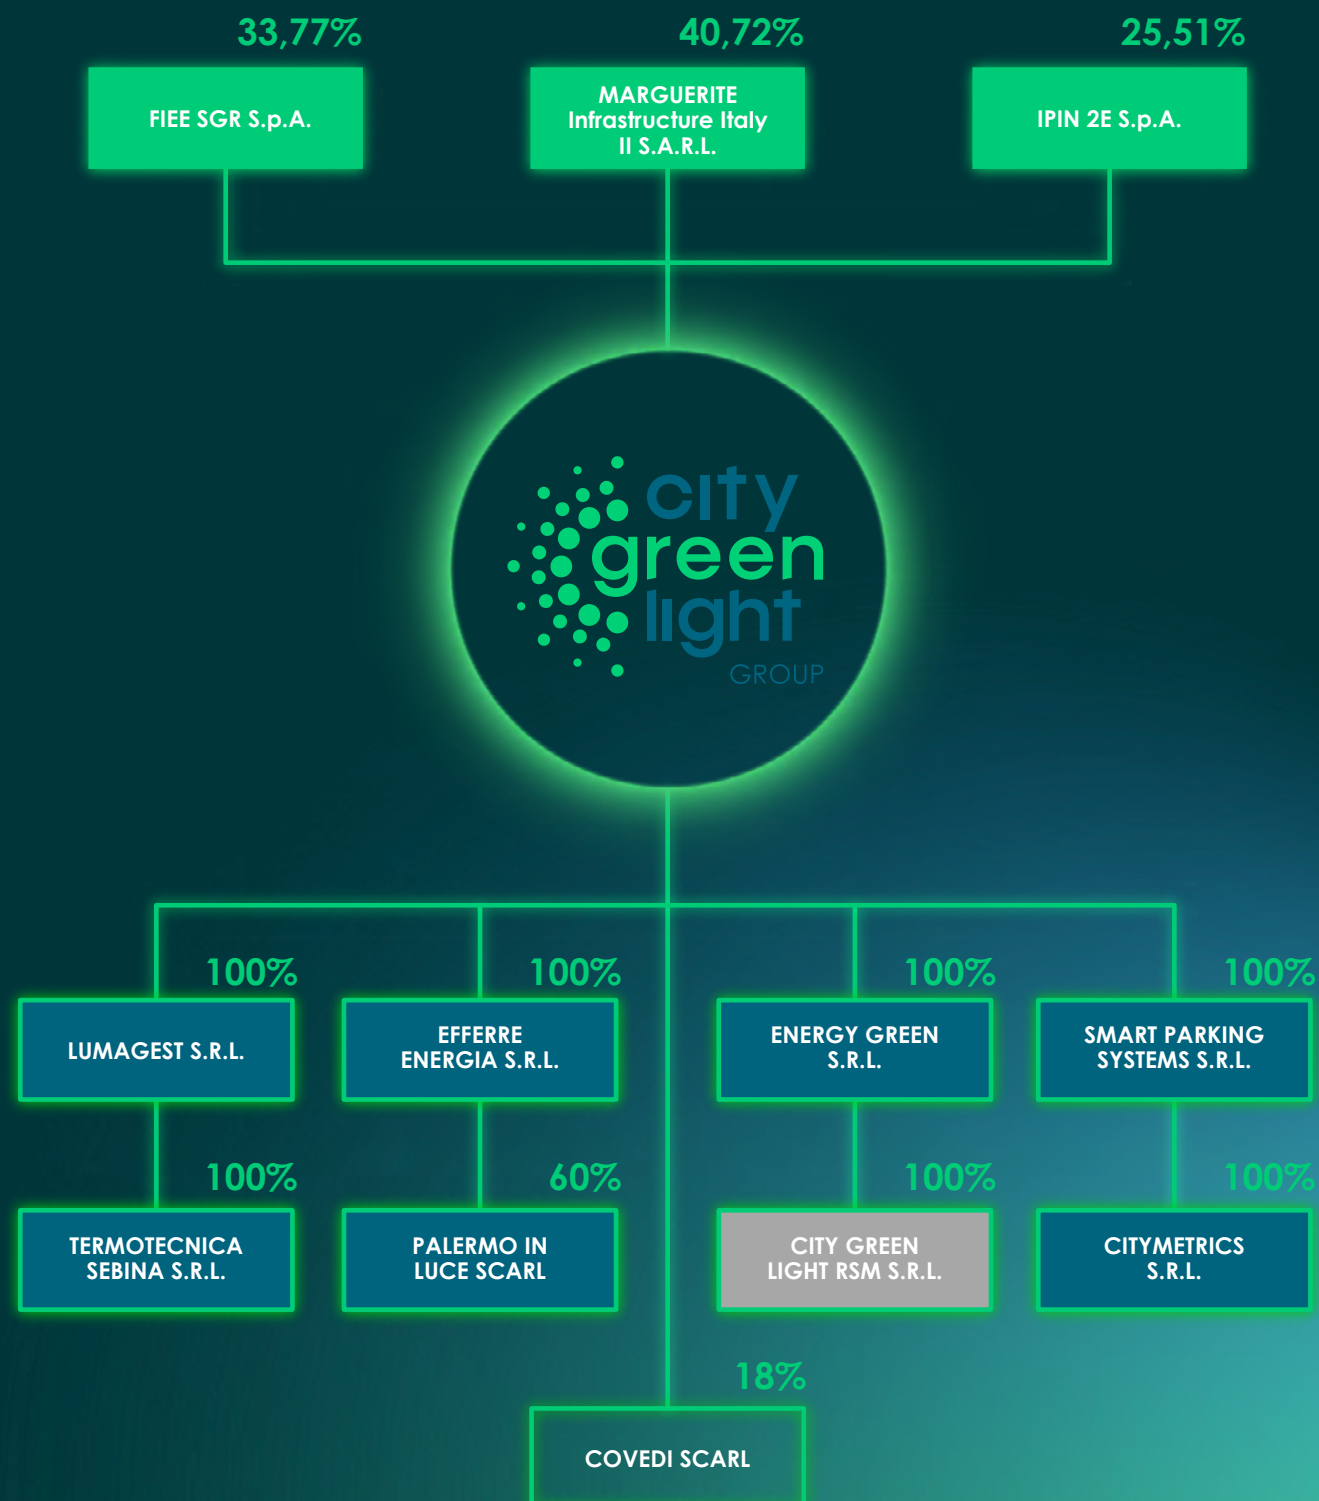 33,77%
40,72%
25,51%
FIEE SGR S.p.A.
MARGUERITE
Infrastructure Italy
II S.A.R.L.
IPIN 2E S.p.A.
city
green
light
GROUP
100%
100%
100%
100%
LUMAGEST S.R.L.
EFFERRE
ENERGIA S.R.L.
ENERGY GREEN
S.R.L.
SMART PARKING
SYSTEMS S.R.L.
100%
60%
100%
100%
TERMOTECNICA
SEBINA S.R.L.
PALERMO IN
LUCE SCARL
CITY GREEN
LIGHT RSM S.R.L.
CITYMETRICS
S.R.L.
18%
COVEDI SCARL